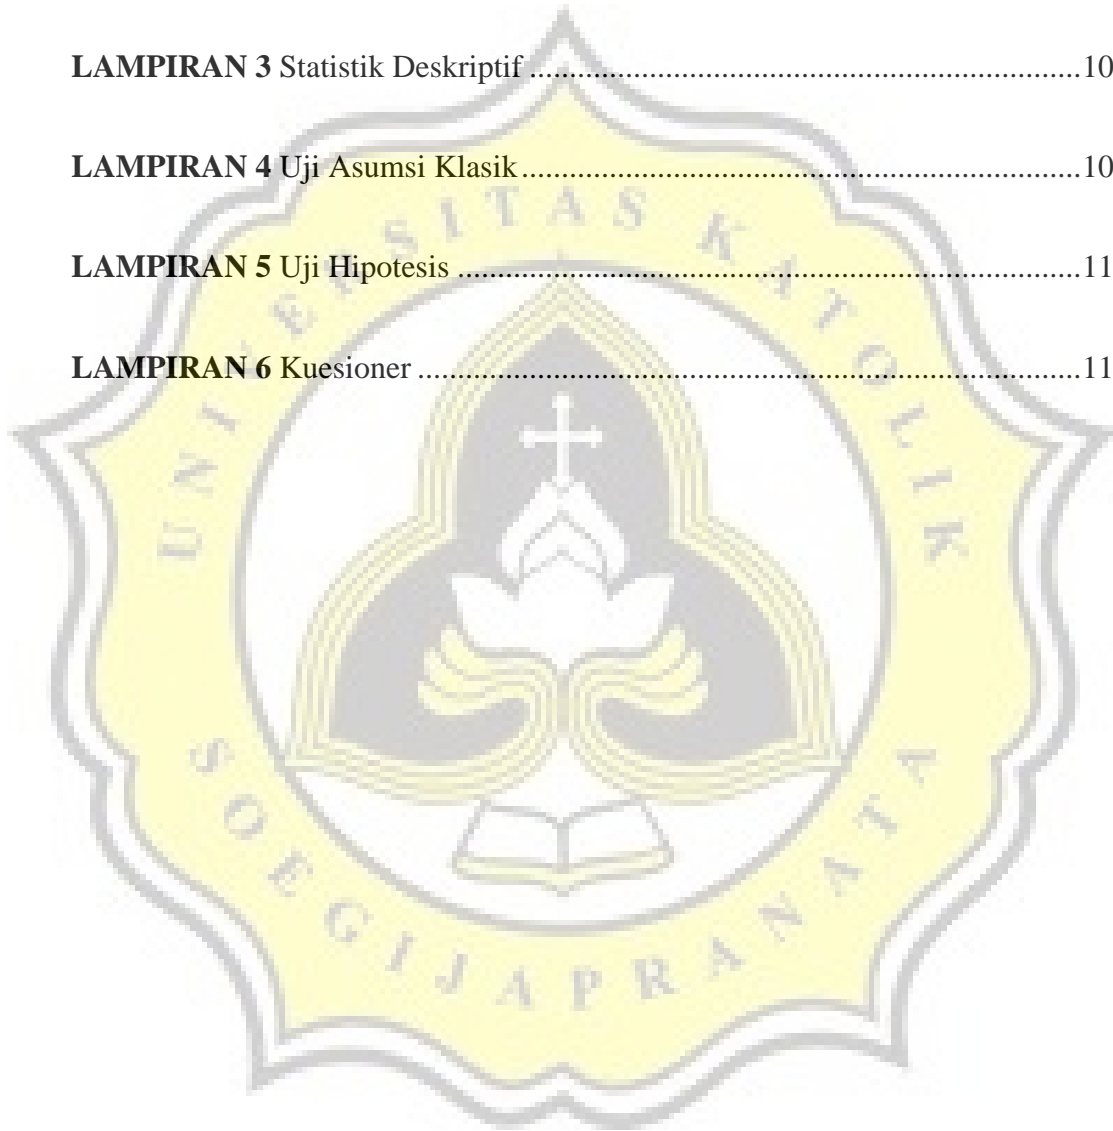 LAMPIRAN 3 Statistik Deskriptif ......................................................................10
LAMPIRAN 4 Uji Asumsi Klasik.......................................................................10
LAMPIRAN 5 Uji Hipotesis ...............................................................................11
LAMPIRAN 6 Kuesioner ....................................................................................11
UNIVERSITAS KATOLIK
SOEGIJAPRANATA